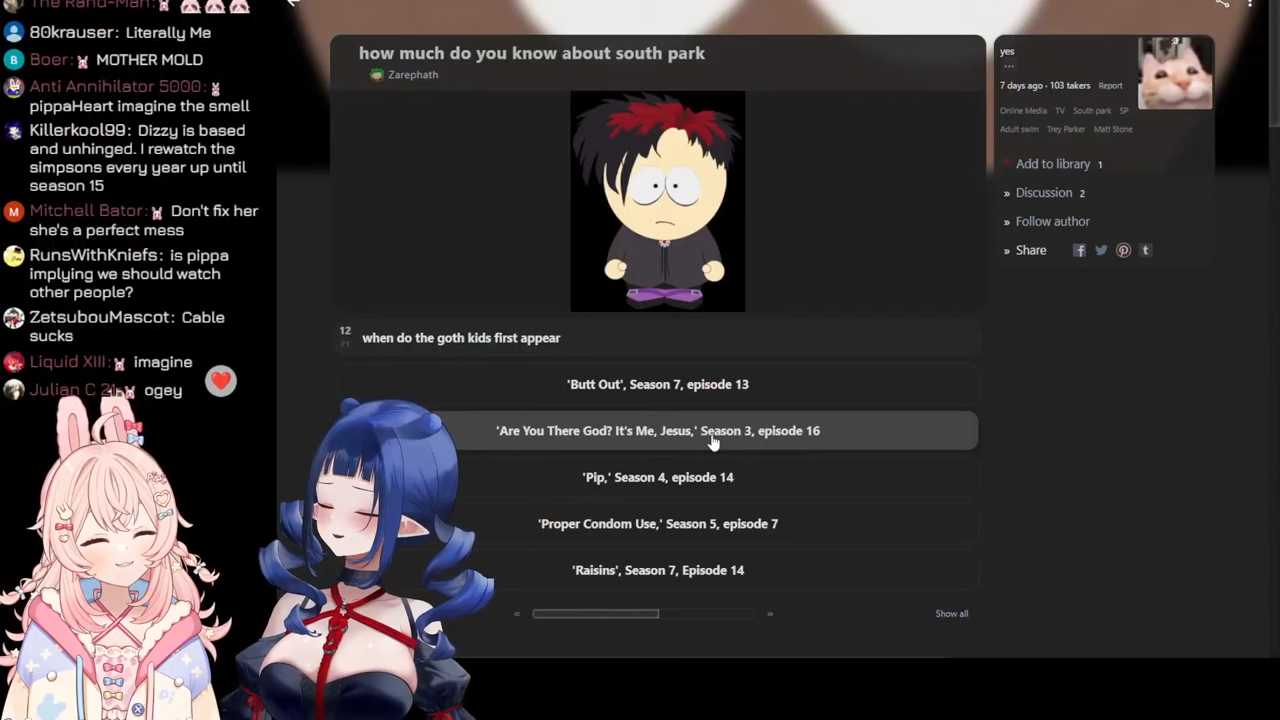 The Rand-Man:
80krauser: Literally Me
Boer: MOTHER MOLD
Anti Annihilator 5000:
pippaHeart imagine the smell
Killerkool99: Dizzy is based
and unhinged. I rewatch the
simpsons every year up until
season 15
Mitchell Bator: Don't fix her
she's a perfect mess
RunsWithKniefs: is pippa
implying we should watch
other people?
ZetsubouMascot: Cable
sucks
Liquid XIII: imagine
Julian C 21: ogey
how much do you know about south park
Zarephath
12
21
when do the goth kids first appear
'Butt Out', Season 7, episode 13
'Are You There God? It's Me, Jesus,' Season 3, episode 16
'Pip,' Season 4, episode 14
'Proper Condom Use,' Season 5, episode 7
'Raisins', Season 7, Episode 14
« »
Show all
yes
...
7 days ago · 103 takers Report
Online Media TV South park SP
Adult swim Trey Parker Matt Stone
Add to library 1
» Discussion 2
» Follow author
» Share